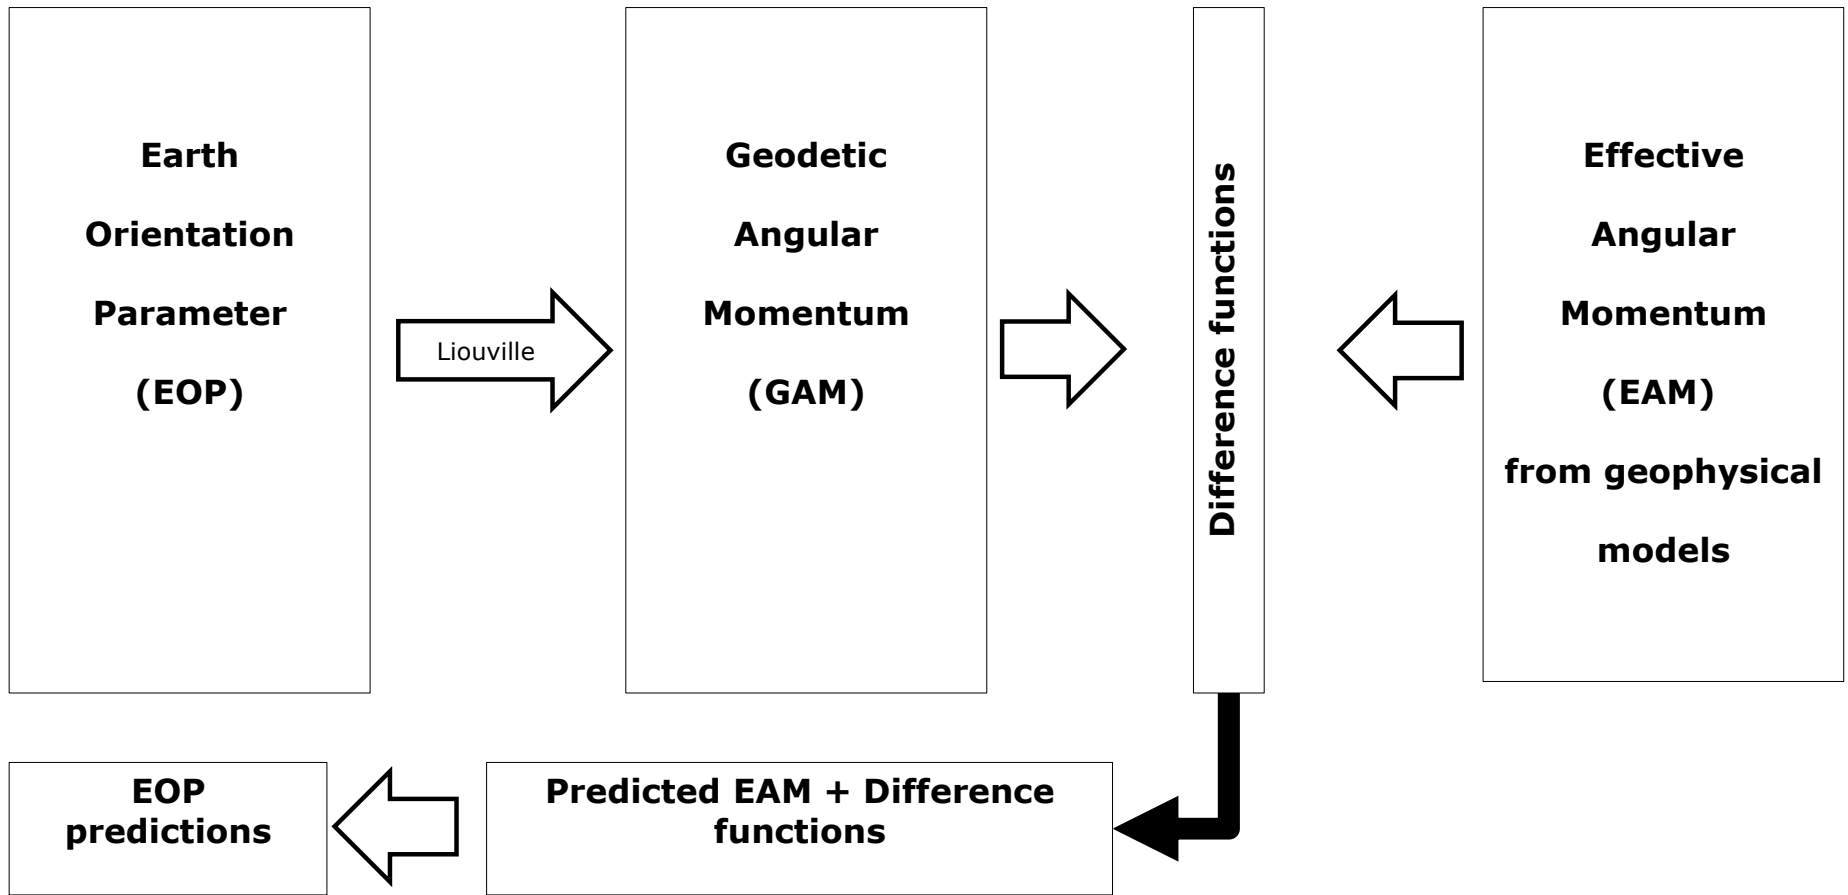 Earth
Orientation
Parameter
(EOP)
Liouville
Geodetic
Angular
Momentum
(GAM)
Difference functions
Effective
Angular
Momentum
(EAM)
from geophysical
models
EOP
predictions
Predicted EAM + Difference
functions